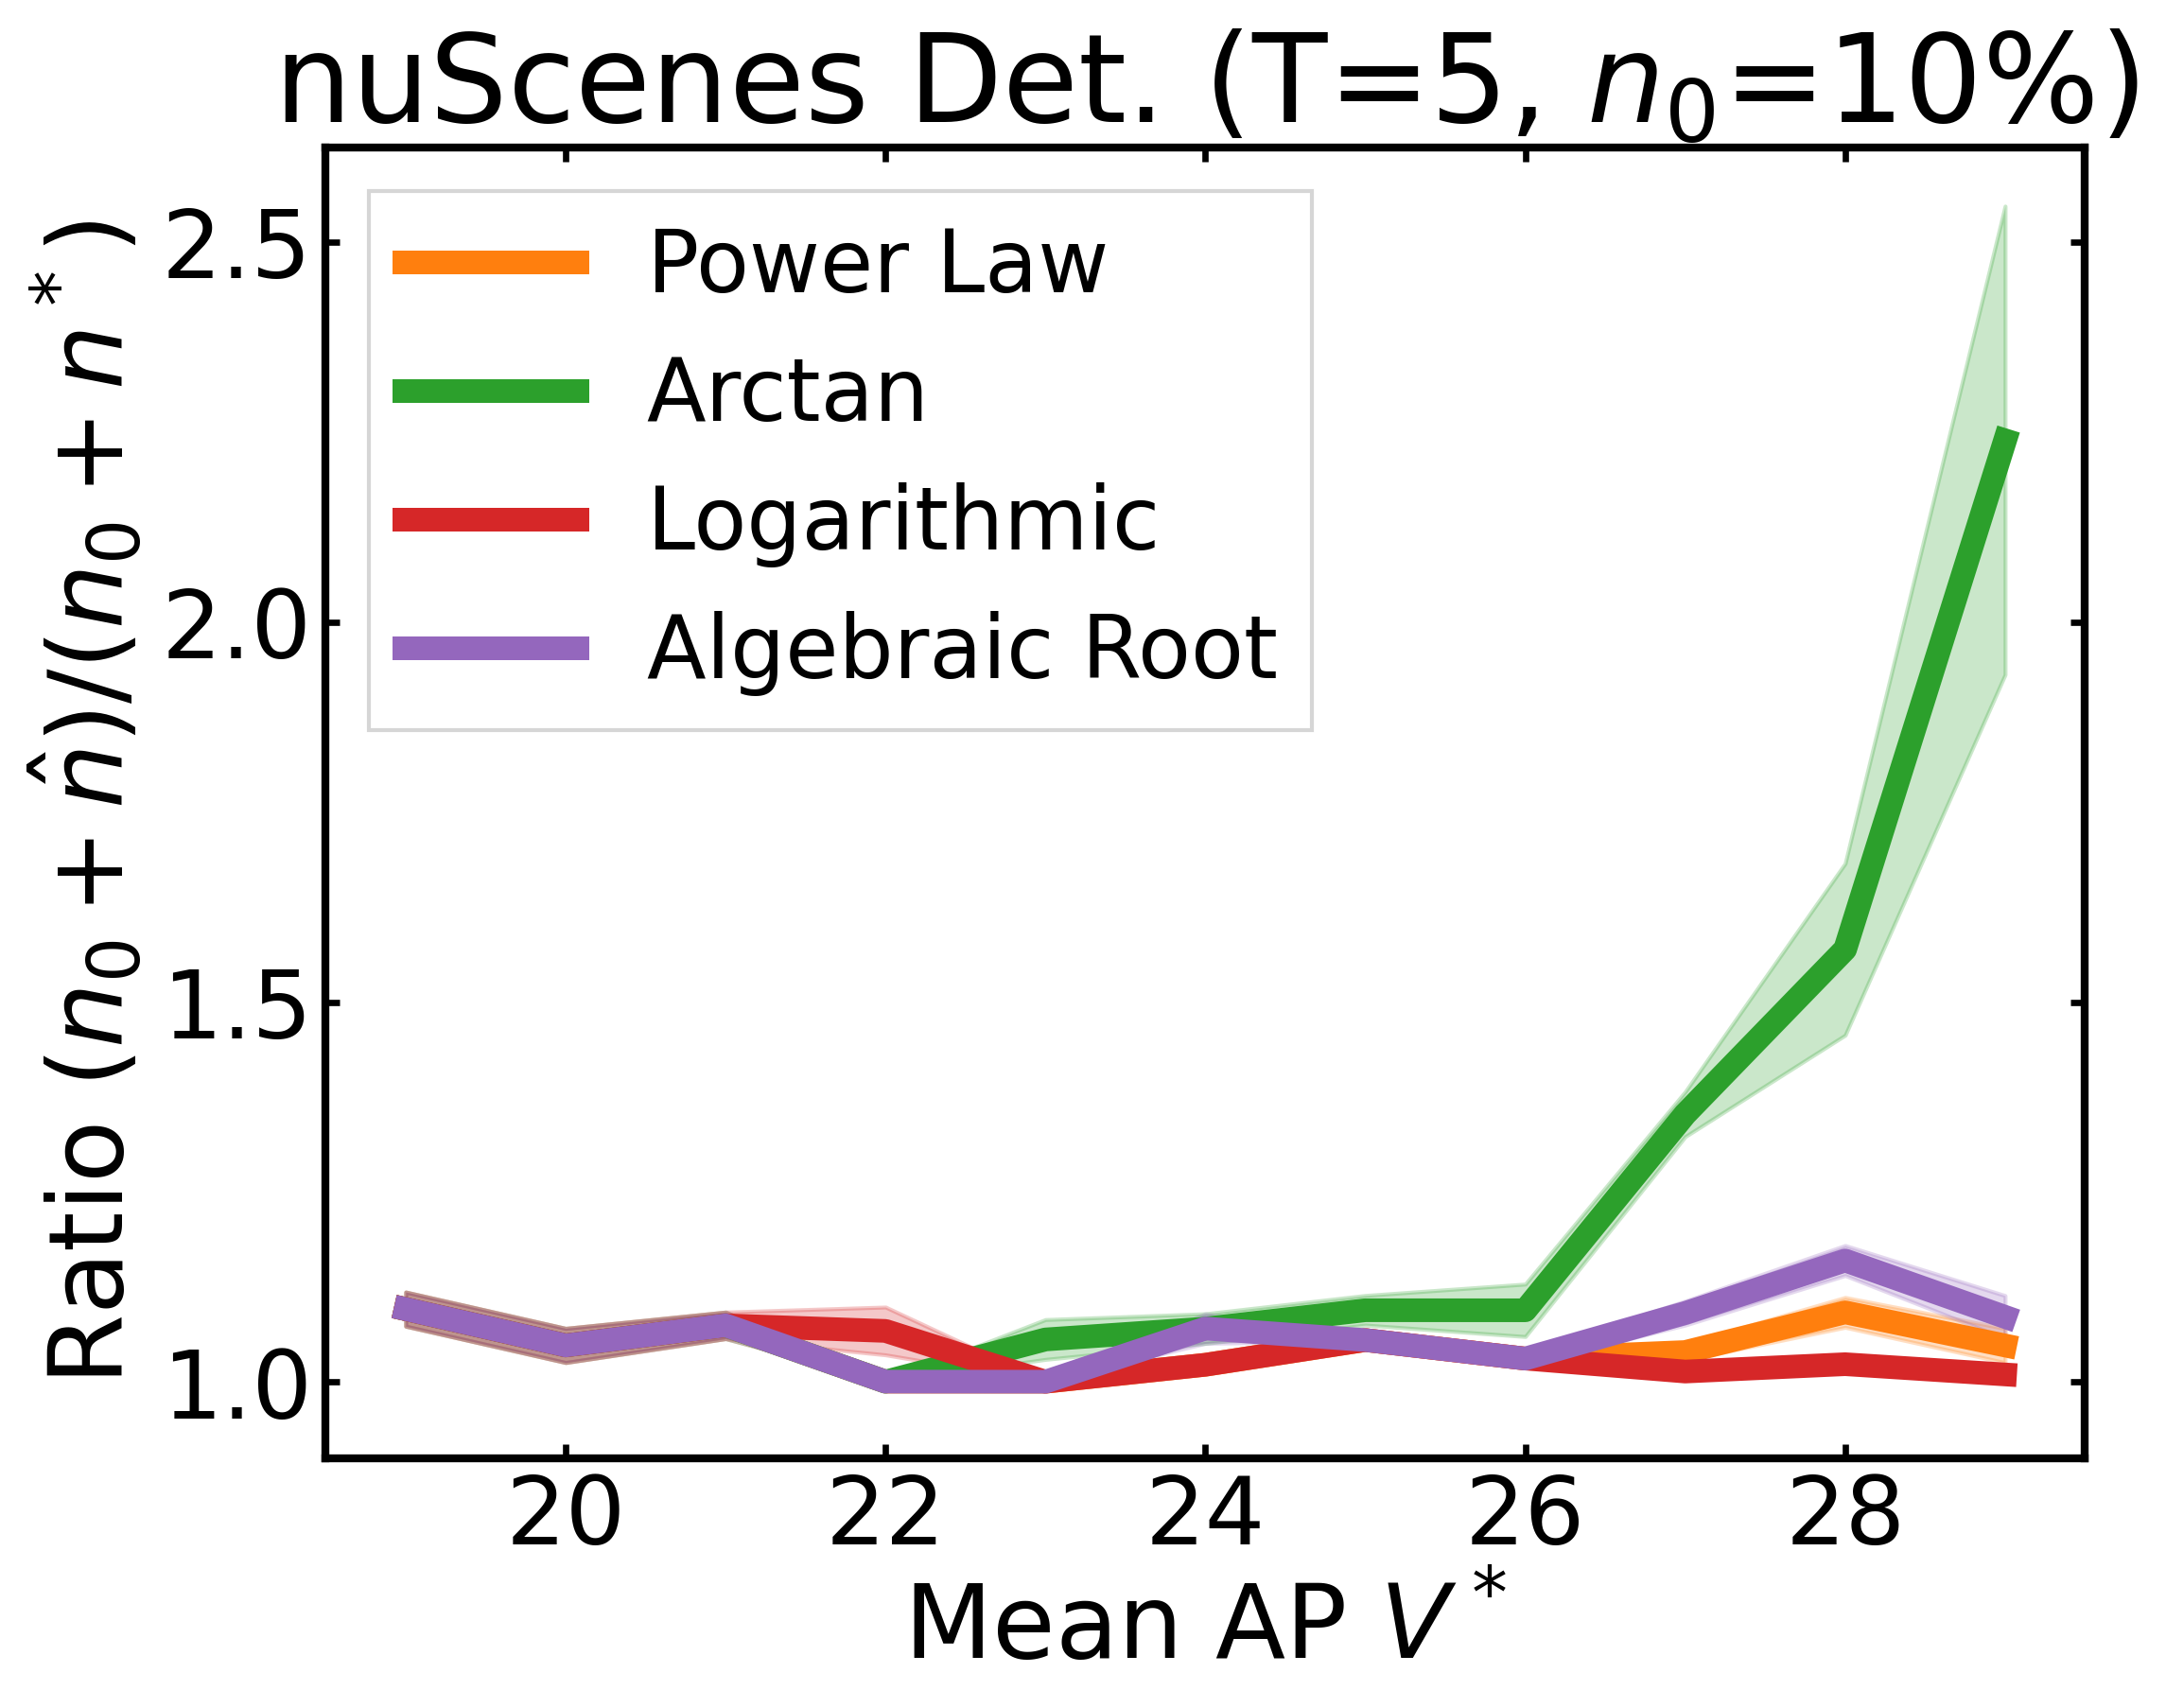 nuScenes Det. (T=5, n₀=10%)
Ratio (n₀ + n̂)/(n₀ + n*)
2.5
2.0
1.5
1.0
Power Law
Arctan
Logarithmic
Algebraic Root
20 22 24 26 28
Mean AP V*